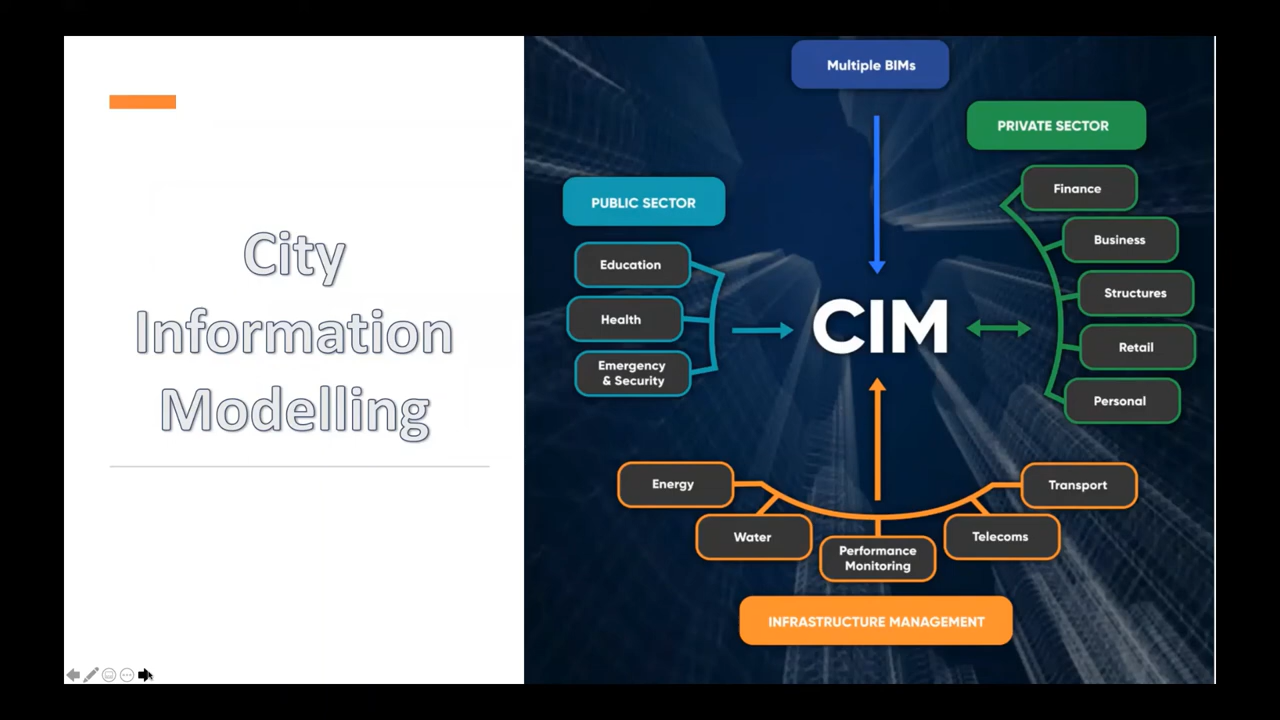 City
Information
Modelling
Multiple BIMs
PRIVATE SECTOR
Finance
Business
Structures
Retail
Personal
PUBLIC SECTOR
Education
Health
Emergency
& Security
CIM
Energy
Water
Performance
Monitoring
Telecoms
Transport
INFRASTRUCTURE MANAGEMENT